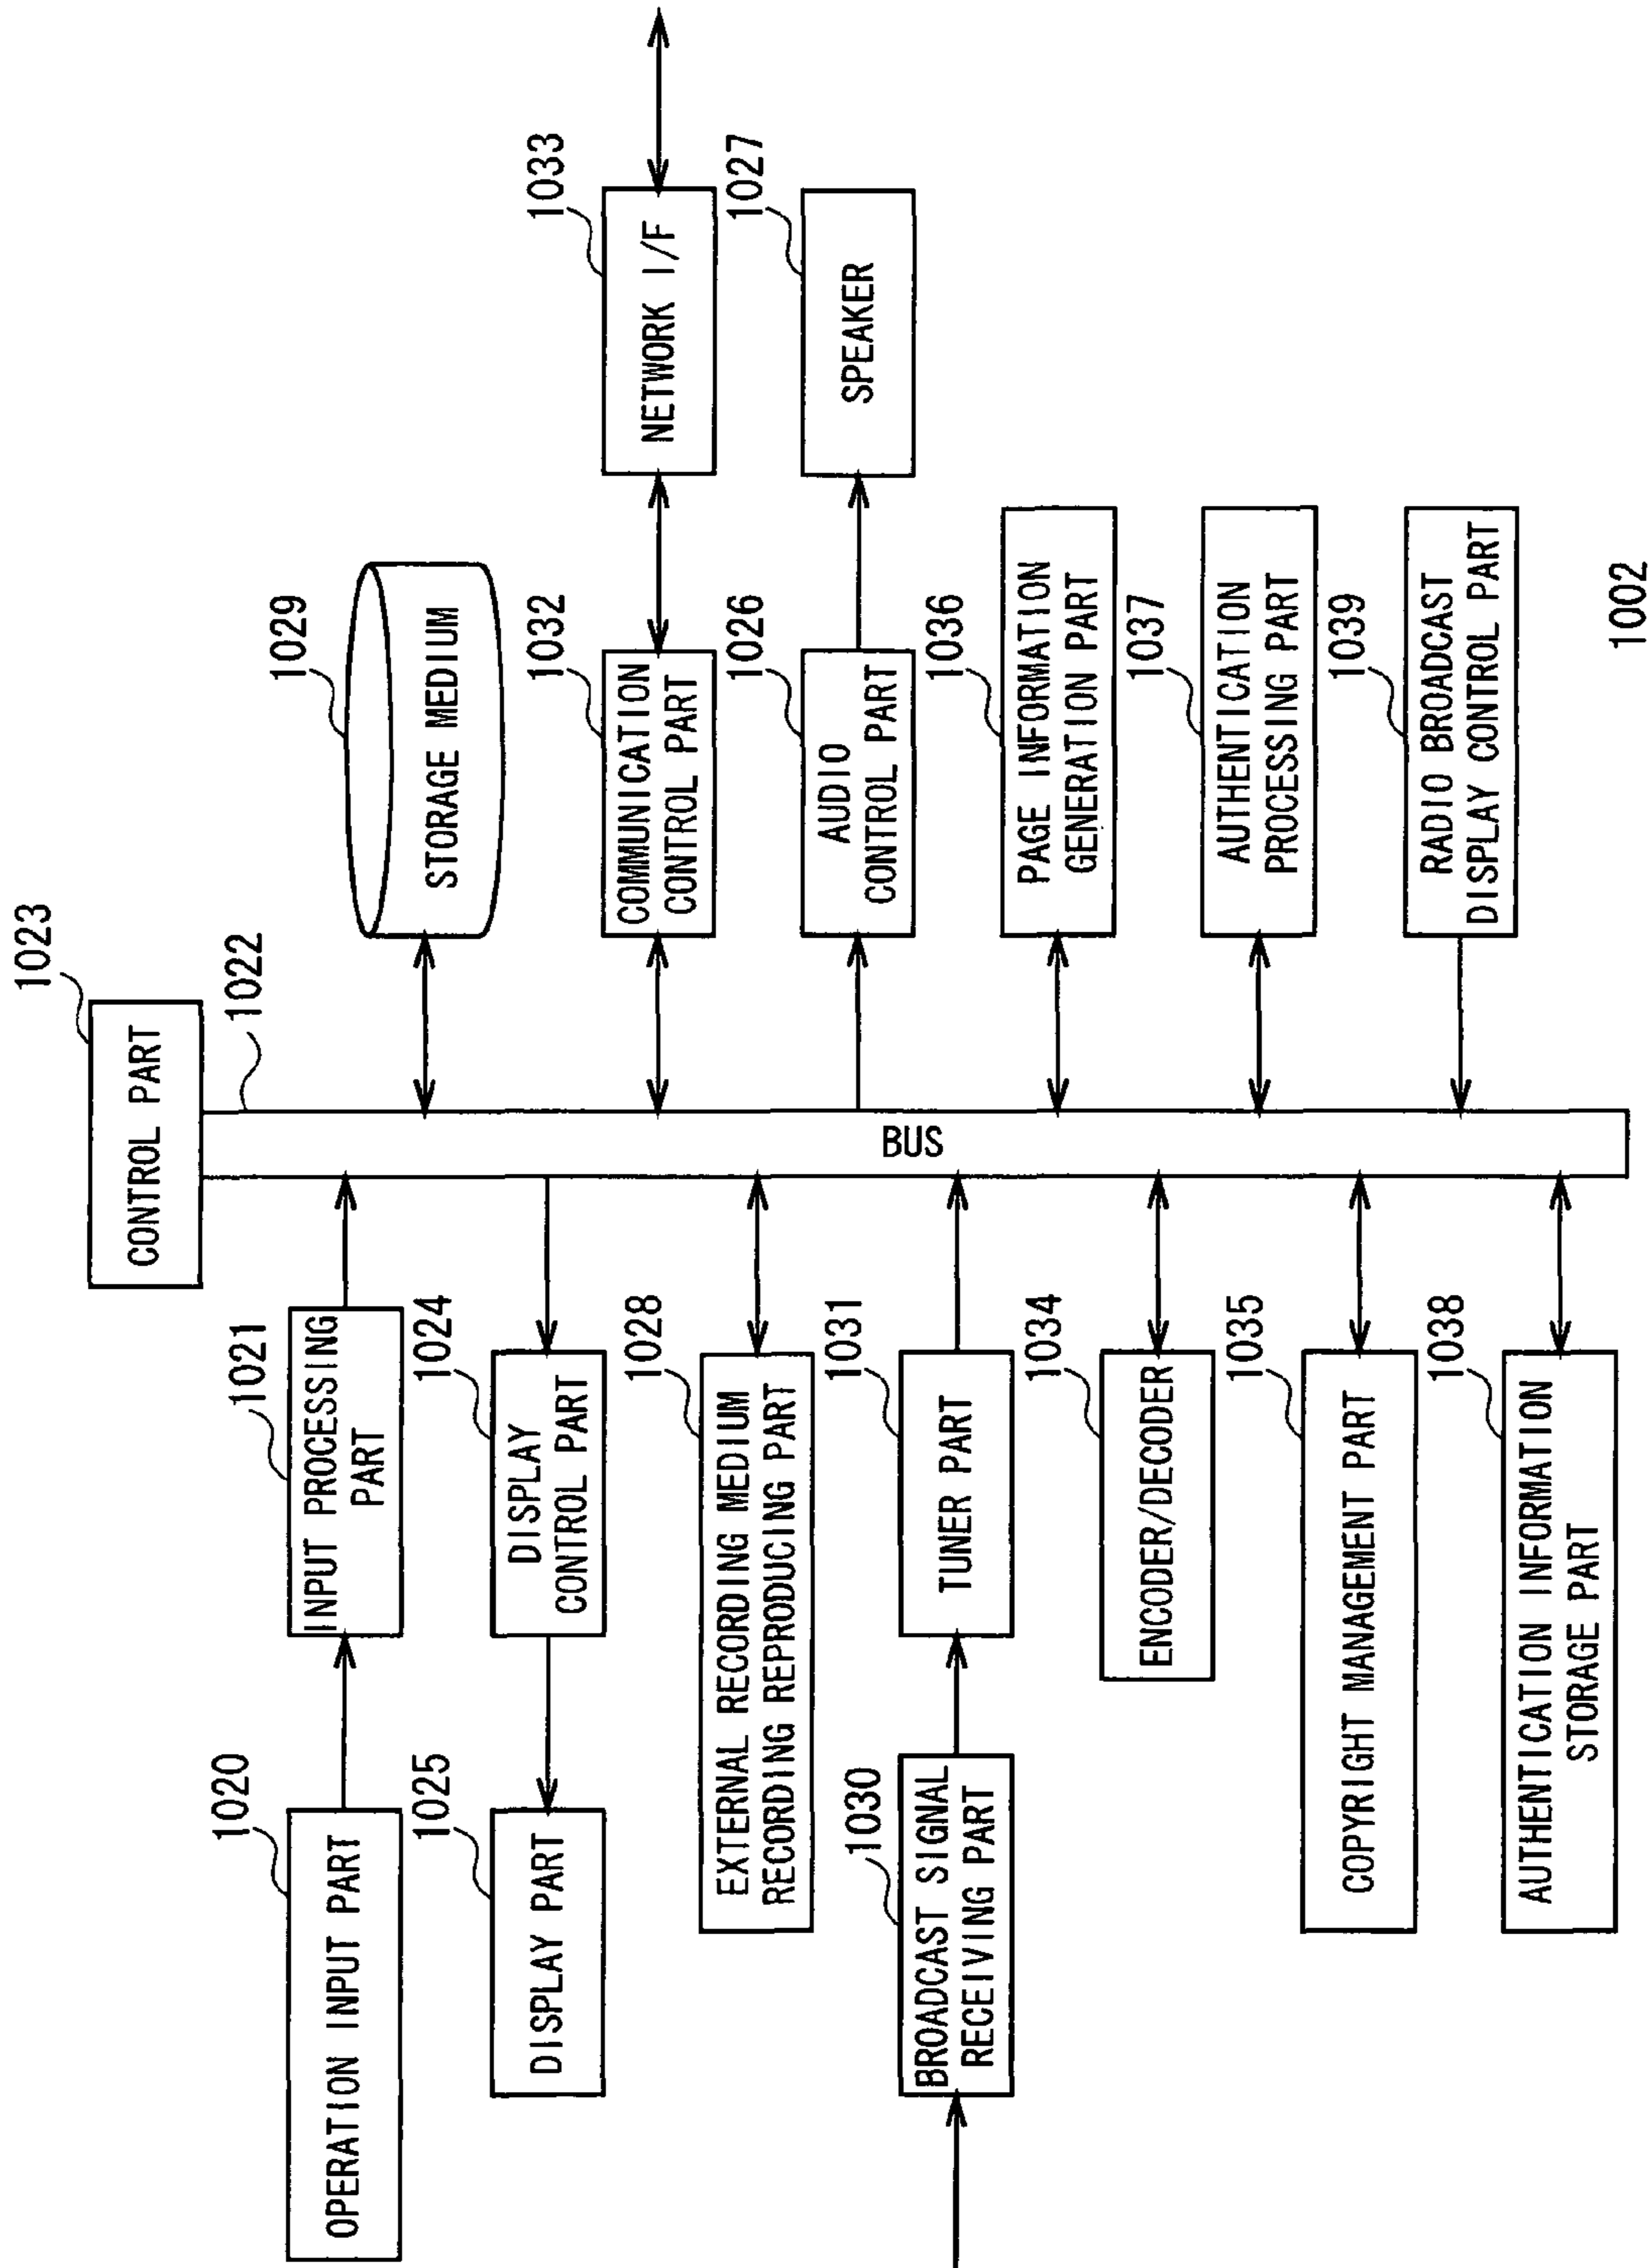 1023
CONTROL PART
1022
BUS
1020
OPERATION INPUT PART
1021
INPUT PROCESSING
PART
1025
DISPLAY PART
1024
DISPLAY
CONTROL PART
1028
EXTERNAL RECORDING MEDIUM
RECORDING REPRODUCING PART
1030
BROADCAST SIGNAL
RECEIVING PART
1031
TUNER PART
1034
ENCODER/DECODER
1035
COPYRIGHT MANAGEMENT PART
1038
AUTHENTICATION INFORMATION
STORAGE PART
1029
STORAGE MEDIUM
1032
COMMUNICATION
CONTROL PART
1033
NETWORK I/F
1026
AUDIO
CONTROL PART
1027
SPEAKER
1036
PAGE INFORMATION
GENERATION PART
1037
AUTHENTICATION
PROCESSING PART
1039
RADIO BROADCAST
DISPLAY CONTROL PART
1002